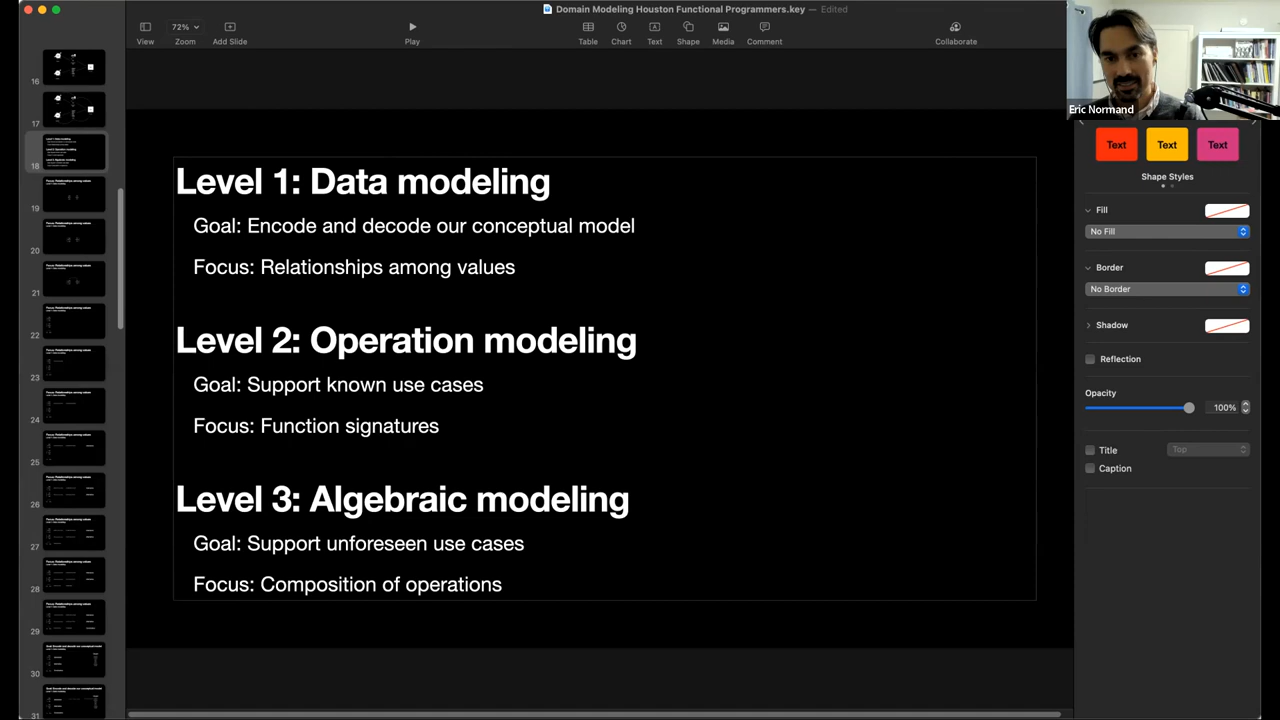 Domain Modeling Houston Functional Programmers.key — Edited
72%
View
Zoom
Add Slide
Play
Table
Chart
Text
Shape
Media
Comment
Collaborate
Eric Normand
16
17
18
19
20
21
22
23
24
25
26
27
28
29
30
31
Level 1: Data modeling
Goal: Encode and decode our conceptual model
Focus: Relationships among values
Level 2: Operation modeling
Goal: Support known use cases
Focus: Function signatures
Level 3: Algebraic modeling
Goal: Support unforeseen use cases
Focus: Composition of operations
Text
Text
Text
Shape Styles
Fill
No Fill
Border
No Border
Shadow
Reflection
Opacity
100%
Title
Top
Caption